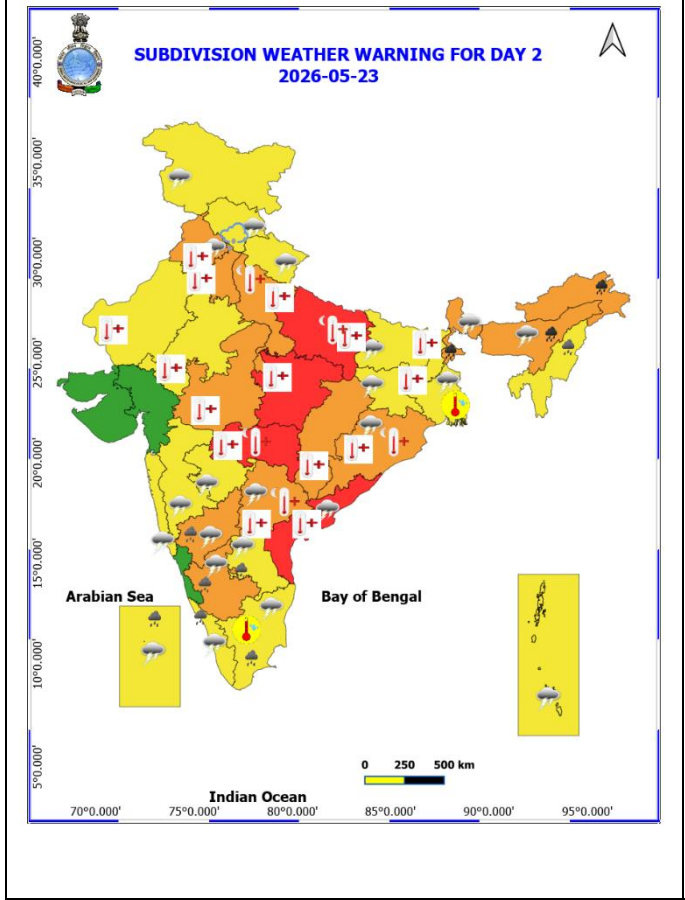 SUBDIVISION WEATHER WARNING FOR DAY 2
2026-05-23
40°0.000'
35°0.000'
30°0.000'
25°0.000'
20°0.000'
15°0.000'
10°0.000'
5°0.000'
Arabian Sea
Bay of Bengal
0 250 500 km
Indian Ocean
70°0.000' 75°0.000' 80°0.000' 85°0.000' 90°0.000' 95°0.000'